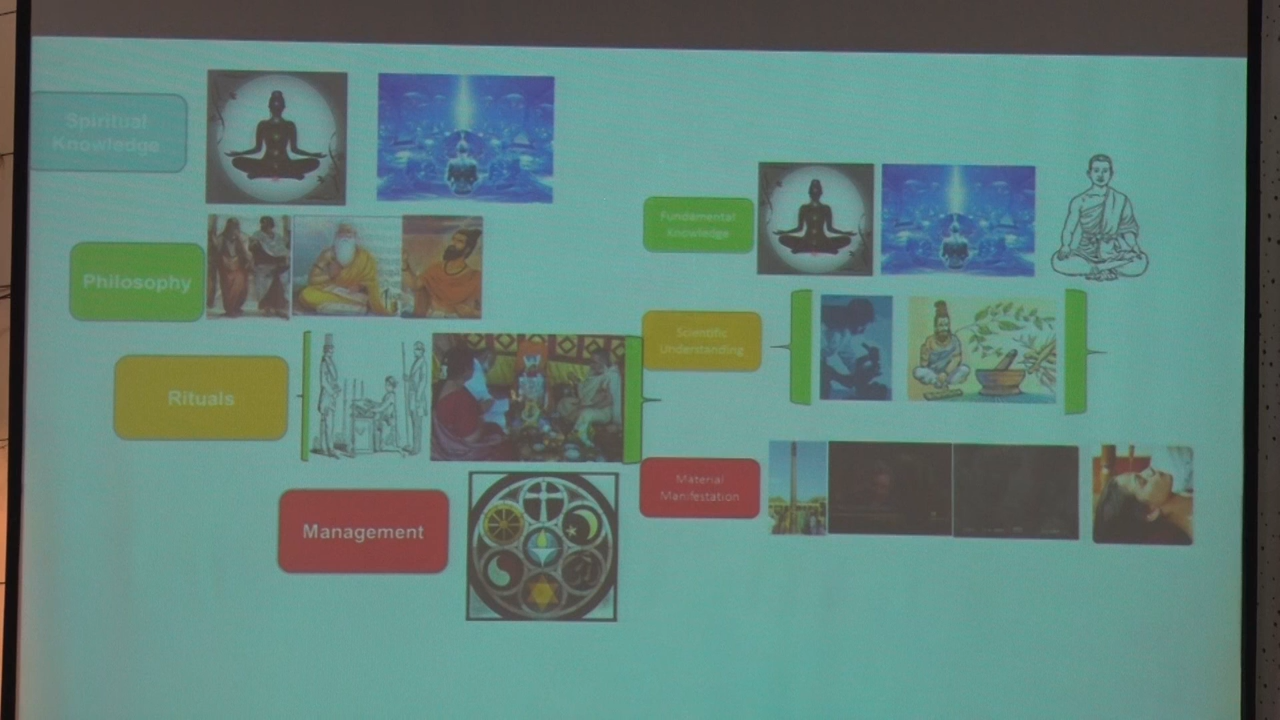 Spiritual
Knowledge
Philosophy
Rituals
Management
Fundamental
Knowledge
Scientific
Understanding
Material
Manifestation